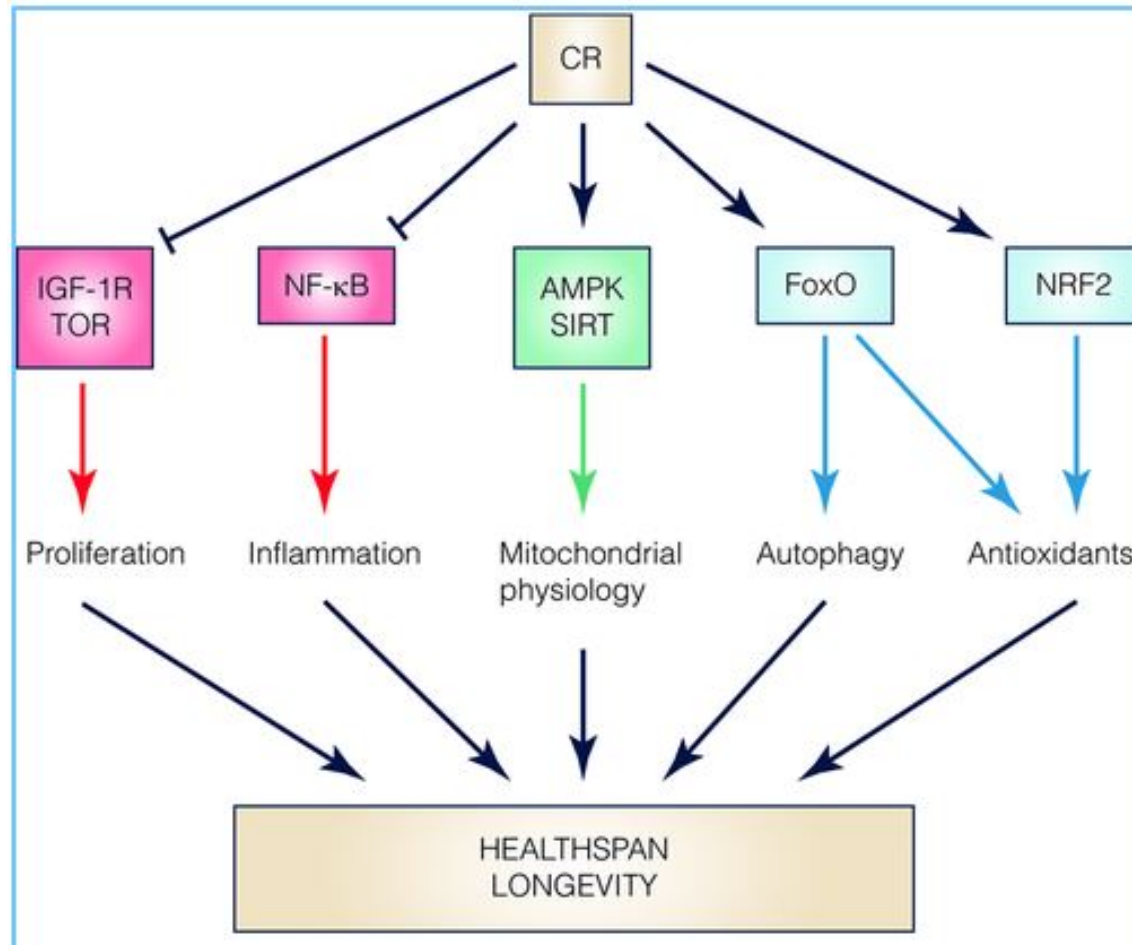 CR
IGF-1R
TOR
NF-κB
AMPK
SIRT
FoxO
NRF2
Proliferation
Inflammation
Mitochondrial
physiology
Autophagy
Antioxidants
HEALTHSPAN
LONGEVITY